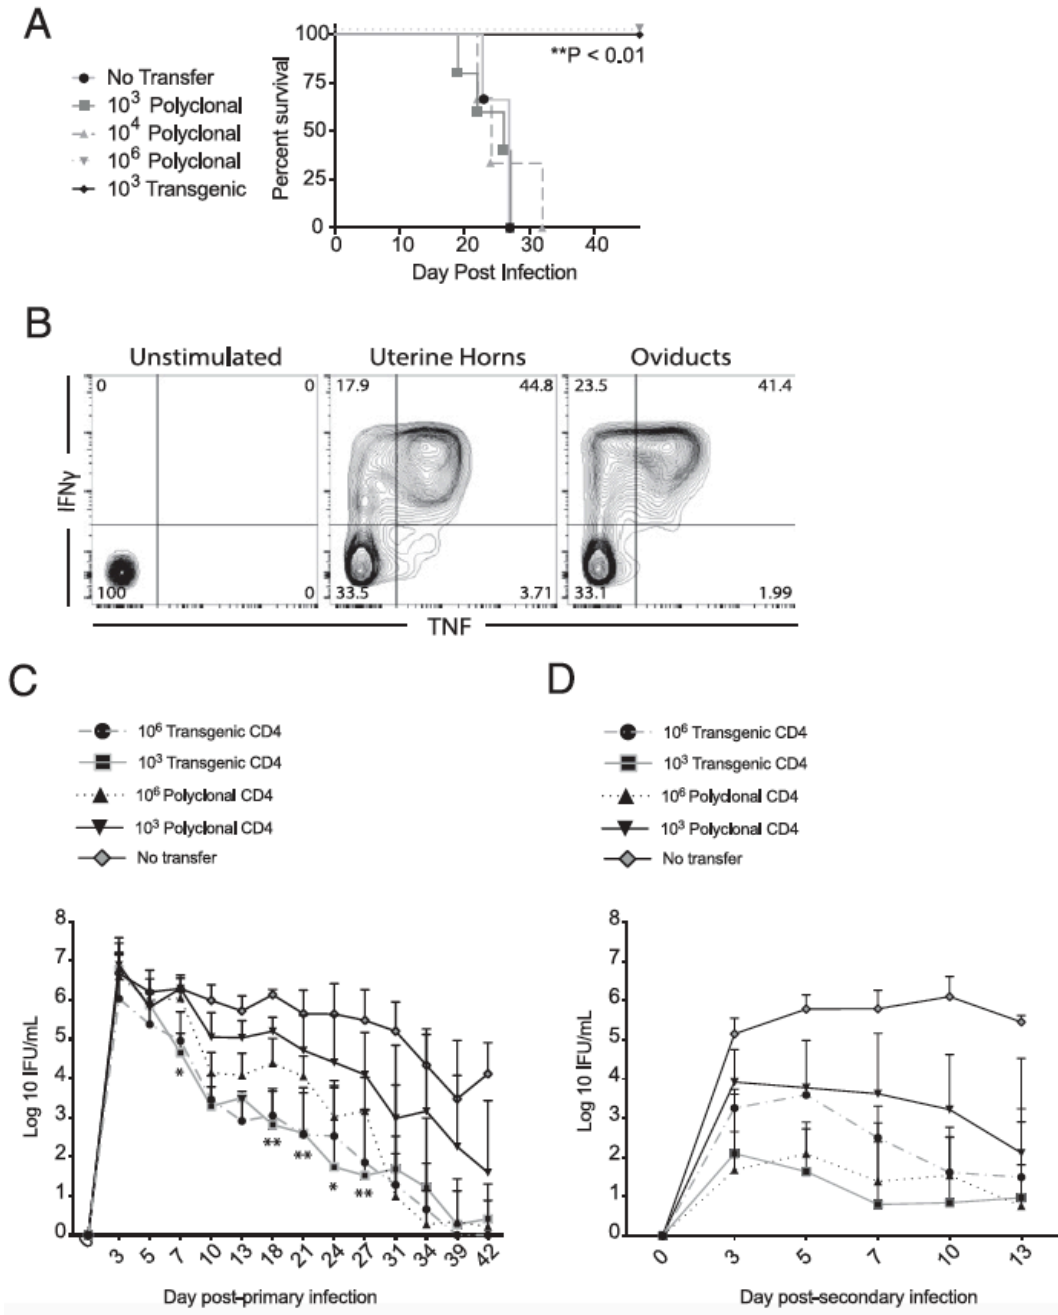 A
No Transfer
10³ Polyclonal
10⁴ Polyclonal
10⁶ Polyclonal
10³ Transgenic
Percent survival
100
75
50
25
0
**P < 0.01
0 10 20 30 40
Day Post Infection
B
Unstimulated Uterine Horns Oviducts
0 0 17.9 44.8 23.5 41.4
IFNγ
100 0 33.5 3.71 33.1 1.99
TNF
C
10⁶ Transgenic CD4
10³ Transgenic CD4
10⁶ Polyclonal CD4
10³ Polyclonal CD4
No transfer
Log 10 IFU/mL
8
7
6
5
4
3
2
1
0
*
**
**
*
**
0 3 5 7 10 13 18 21 24 27 31 34 39 42
Day post-primary infection
D
10⁶ Transgenic CD4
10³ Transgenic CD4
10⁶ Polyclonal CD4
10³ Polyclonal CD4
No transfer
Log 10 IFU/mL
8
7
6
5
4
3
2
1
0
0 3 5 7 10 13
Day post-secondary infection